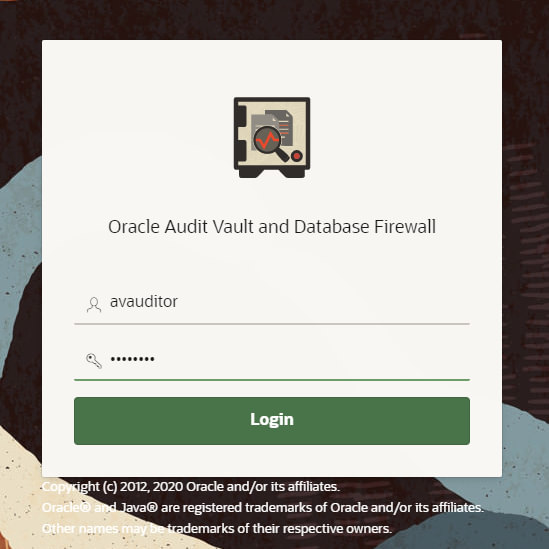 Oracle Audit Vault and Database Firewall
avauditor
••••••••
Login
Copyright (c) 2012, 2020 Oracle and/or its affiliates.
Oracle® and Java® are registered trademarks of Oracle and/or its affiliates.
Other names may be trademarks of their respective owners.